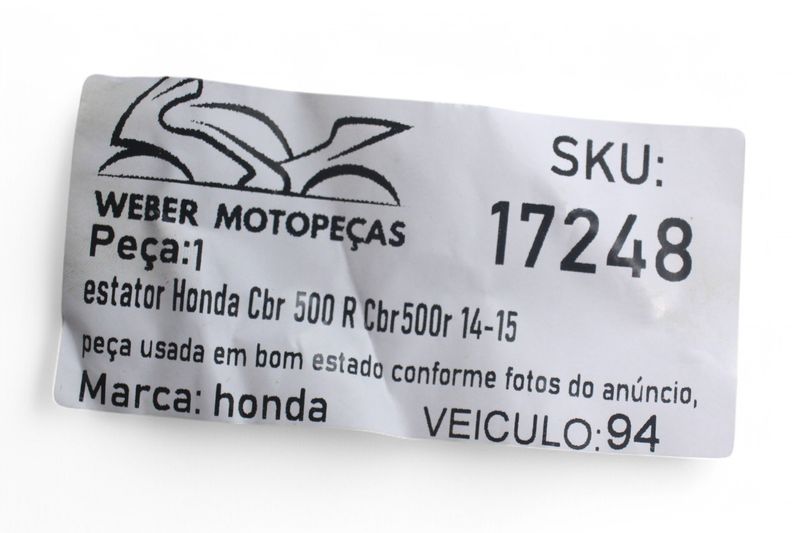 WEBER MOTOPEÇAS
SKU:
17248
Peça:1
estator Honda Cbr 500 R Cbr500r 14-15
peça usada em bom estado conforme fotos do anúncio,
Marca: honda
VEICULO:94